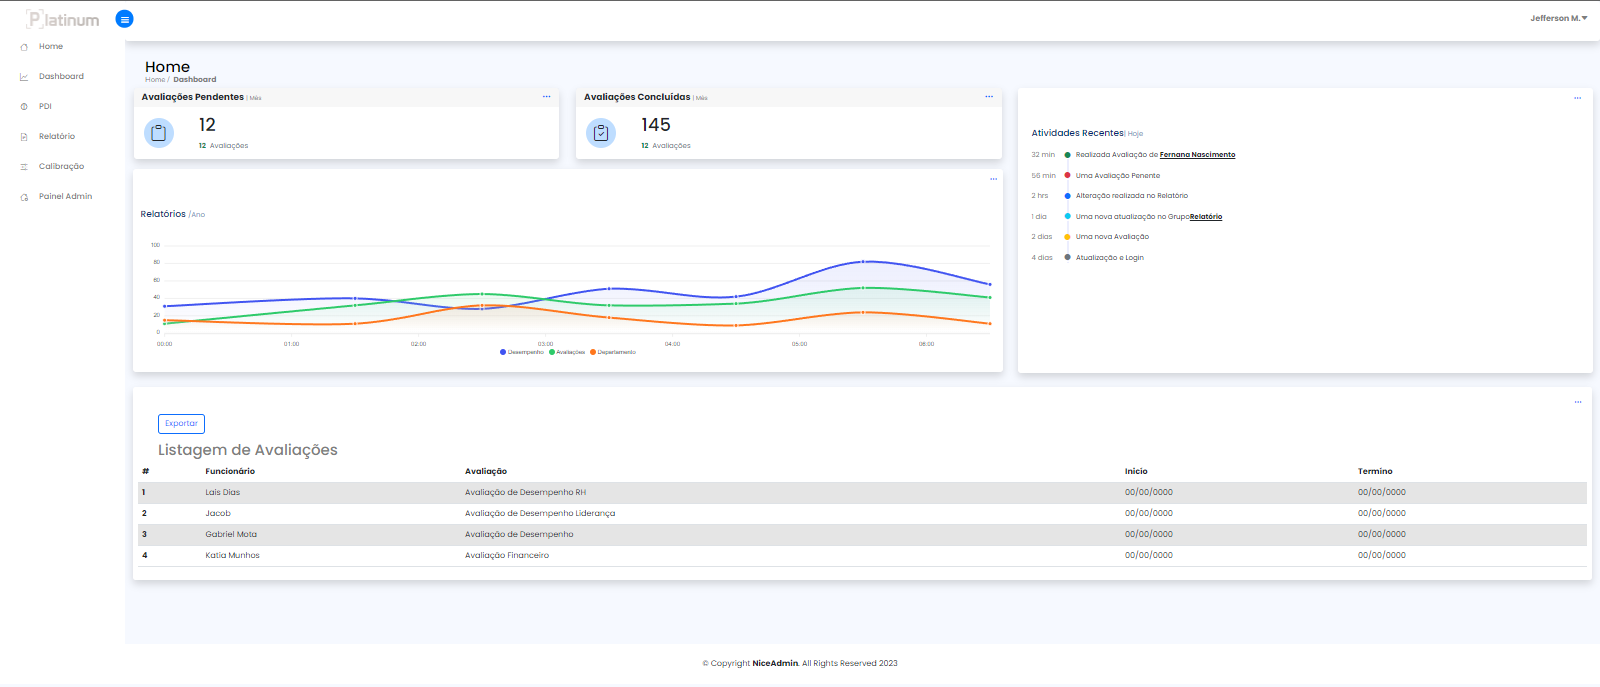 [P]latinum
Jefferson M.
Home
Dashboard
PDI
Relatório
Calibração
Painel Admin
Home
Home / Dashboard
Avaliações Pendentes | Mês
12
12 Avaliações
Avaliações Concluídas | Mês
145
12 Avaliações
Atividades Recentes| Hoje
32 min Realizada Avaliação de Fernana Nascimento
56 min Uma Avaliação Penente
2 hrs Alteração realizada no Relatório
1 dia Uma nova atualização no GrupoRelatório
2 dias Uma nova Avaliação
4 dias Atualização e Login
Relatórios /Ano
100
80
60
40
20
0
00:00 01:00 02:00 03:00 04:00 05:00 06:00
Desempenho Avaliações Departamento
Exportar
Listagem de Avaliações
# Funcionário Avaliação Inicio Termino
1 Lais Dias Avaliação de Desempenho RH 00/00/0000 00/00/0000
2 Jacob Avaliação de Desempenho Liderança 00/00/0000 00/00/0000
3 Gabriel Mota Avaliação de Desempenho 00/00/0000 00/00/0000
4 Katia Munhos Avaliação Financeiro 00/00/0000 00/00/0000
© Copyright NiceAdmin. All Rights Reserved 2023